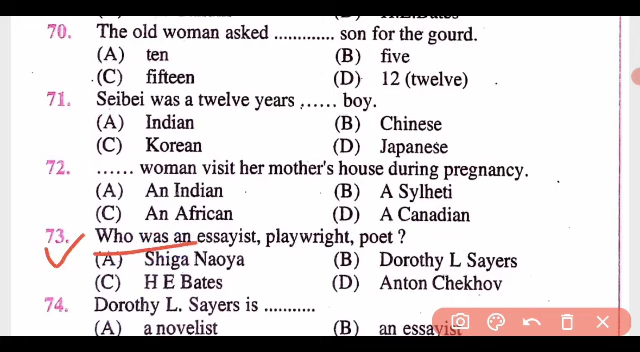 70. The old woman asked ............. son for the gourd.
(A) ten (B) five
(C) fifteen (D) 12 (twelve)
71. Seibei was a twelve years ...... boy.
(A) Indian (B) Chinese
(C) Korean (D) Japanese
72. ...... woman visit her mother's house during pregnancy.
(A) An Indian (B) A Sylheti
(C) An African (D) A Canadian
73. Who was an essayist, playwright, poet ?
(A) Shiga Naoya (B) Dorothy L Sayers
(C) H E Bates (D) Anton Chekhov
74. Dorothy L. Sayers is ...........
(A) a novelist (B) an essayist